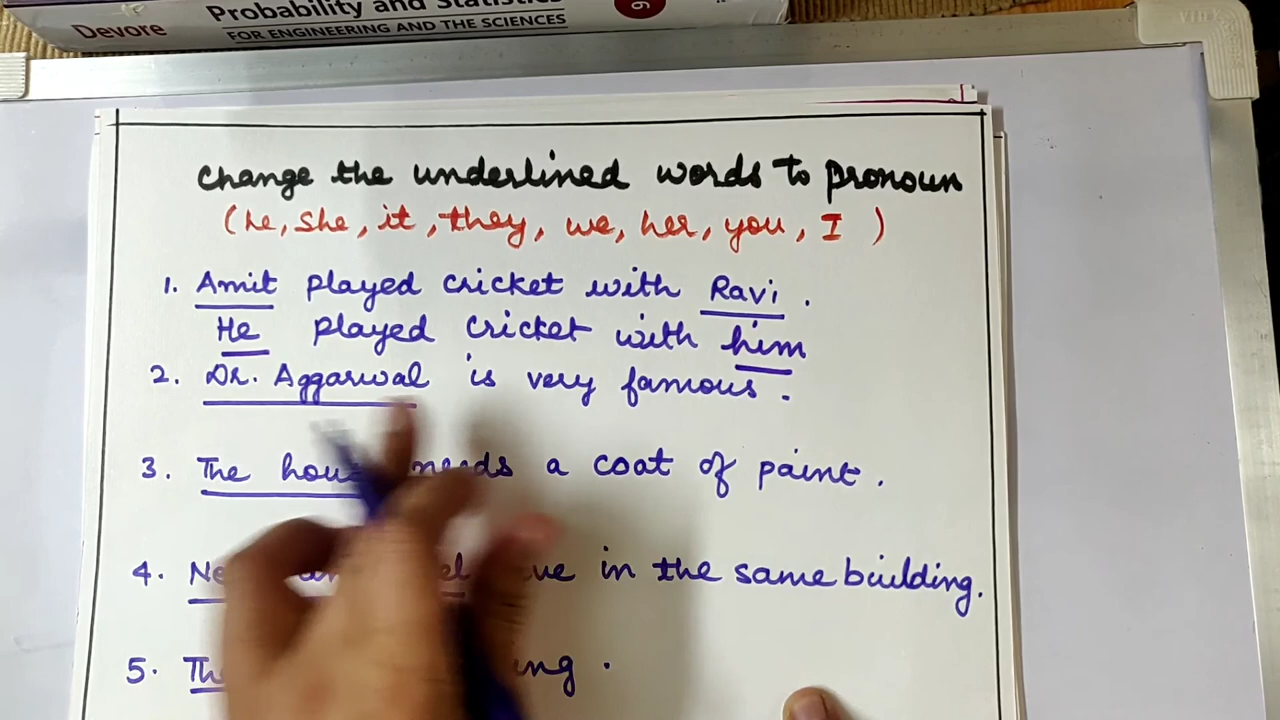 Devore
Probability and Statistics
FOR ENGINEERING AND THE SCIENCES
9
Change the underlined words to pronoun
(he, she, it, they, we, her, you, I )
1. Amit played cricket with Ravi .
He played cricket with him
2. Dr. Aggarwal is very famous .
3. The needs a coat of paint .
4. in the same building.
5.